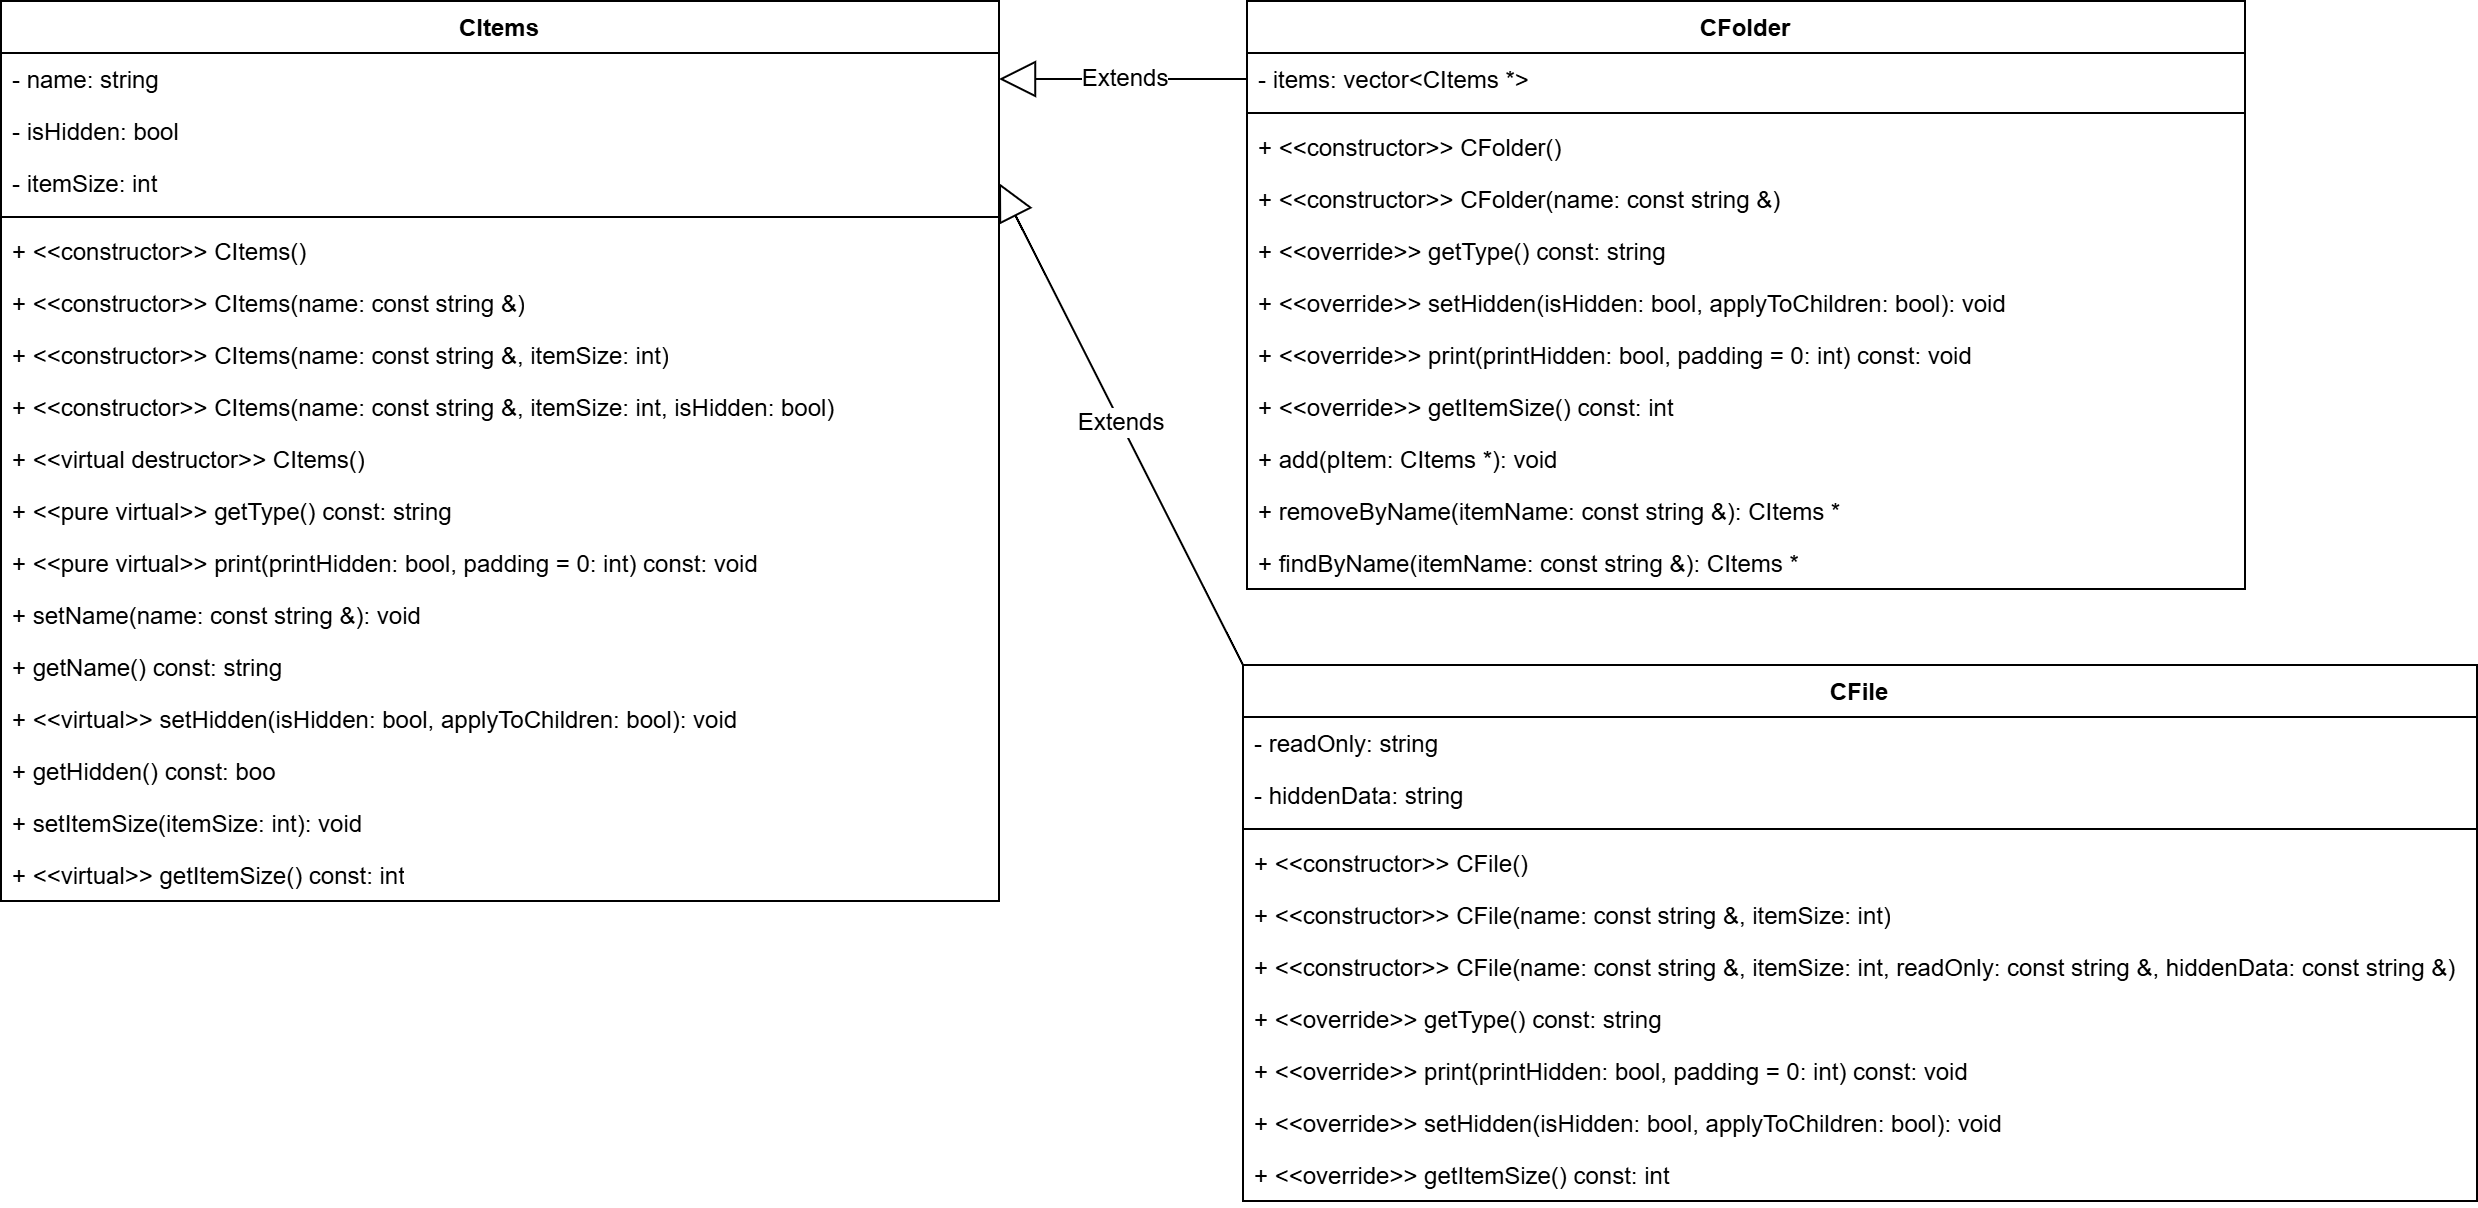 CItems
- name: string
- isHidden: bool
- itemSize: int
+ <<constructor>> CItems()
+ <<constructor>> CItems(name: const string &)
+ <<constructor>> CItems(name: const string &, itemSize: int)
+ <<constructor>> CItems(name: const string &, itemSize: int, isHidden: bool)
+ <<virtual destructor>> CItems()
+ <<pure virtual>> getType() const: string
+ <<pure virtual>> print(printHidden: bool, padding = 0: int) const: void
+ setName(name: const string &): void
+ getName() const: string
+ <<virtual>> setHidden(isHidden: bool, applyToChildren: bool): void
+ getHidden() const: boo
+ setItemSize(itemSize: int): void
+ <<virtual>> getItemSize() const: int
Extends
Extends
CFolder
- items: vector<CItems *>
+ <<constructor>> CFolder()
+ <<constructor>> CFolder(name: const string &)
+ <<override>> getType() const: string
+ <<override>> setHidden(isHidden: bool, applyToChildren: bool): void
+ <<override>> print(printHidden: bool, padding = 0: int) const: void
+ <<override>> getItemSize() const: int
+ add(pItem: CItems *): void
+ removeByName(itemName: const string &): CItems *
+ findByName(itemName: const string &): CItems *
CFile
- readOnly: string
- hiddenData: string
+ <<constructor>> CFile()
+ <<constructor>> CFile(name: const string &, itemSize: int)
+ <<constructor>> CFile(name: const string &, itemSize: int, readOnly: const string &, hiddenData: const string &)
+ <<override>> getType() const: string
+ <<override>> print(printHidden: bool, padding = 0: int) const: void
+ <<override>> setHidden(isHidden: bool, applyToChildren: bool): void
+ <<override>> getItemSize() const: int